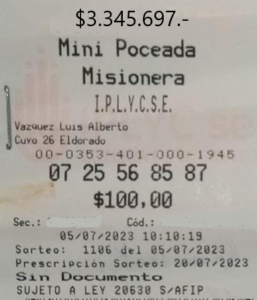 $3.345.697.-
Mini Poceada
Misionera
I.P.L.Y.C.S.E.
Vazquez Luis Alberto
Cuvo 26 Eldorado
00-0353-401-000-1945
07 25 56 85 87
$100,00
Sec.: Cód.:
05/07/2023 10:10:19
Sorteo: 1106 del 05/07/2023
Prescripcion Sorteo: 20/07/2023
Sin Documento
SUJETO A LEY 20630 S/AFIP